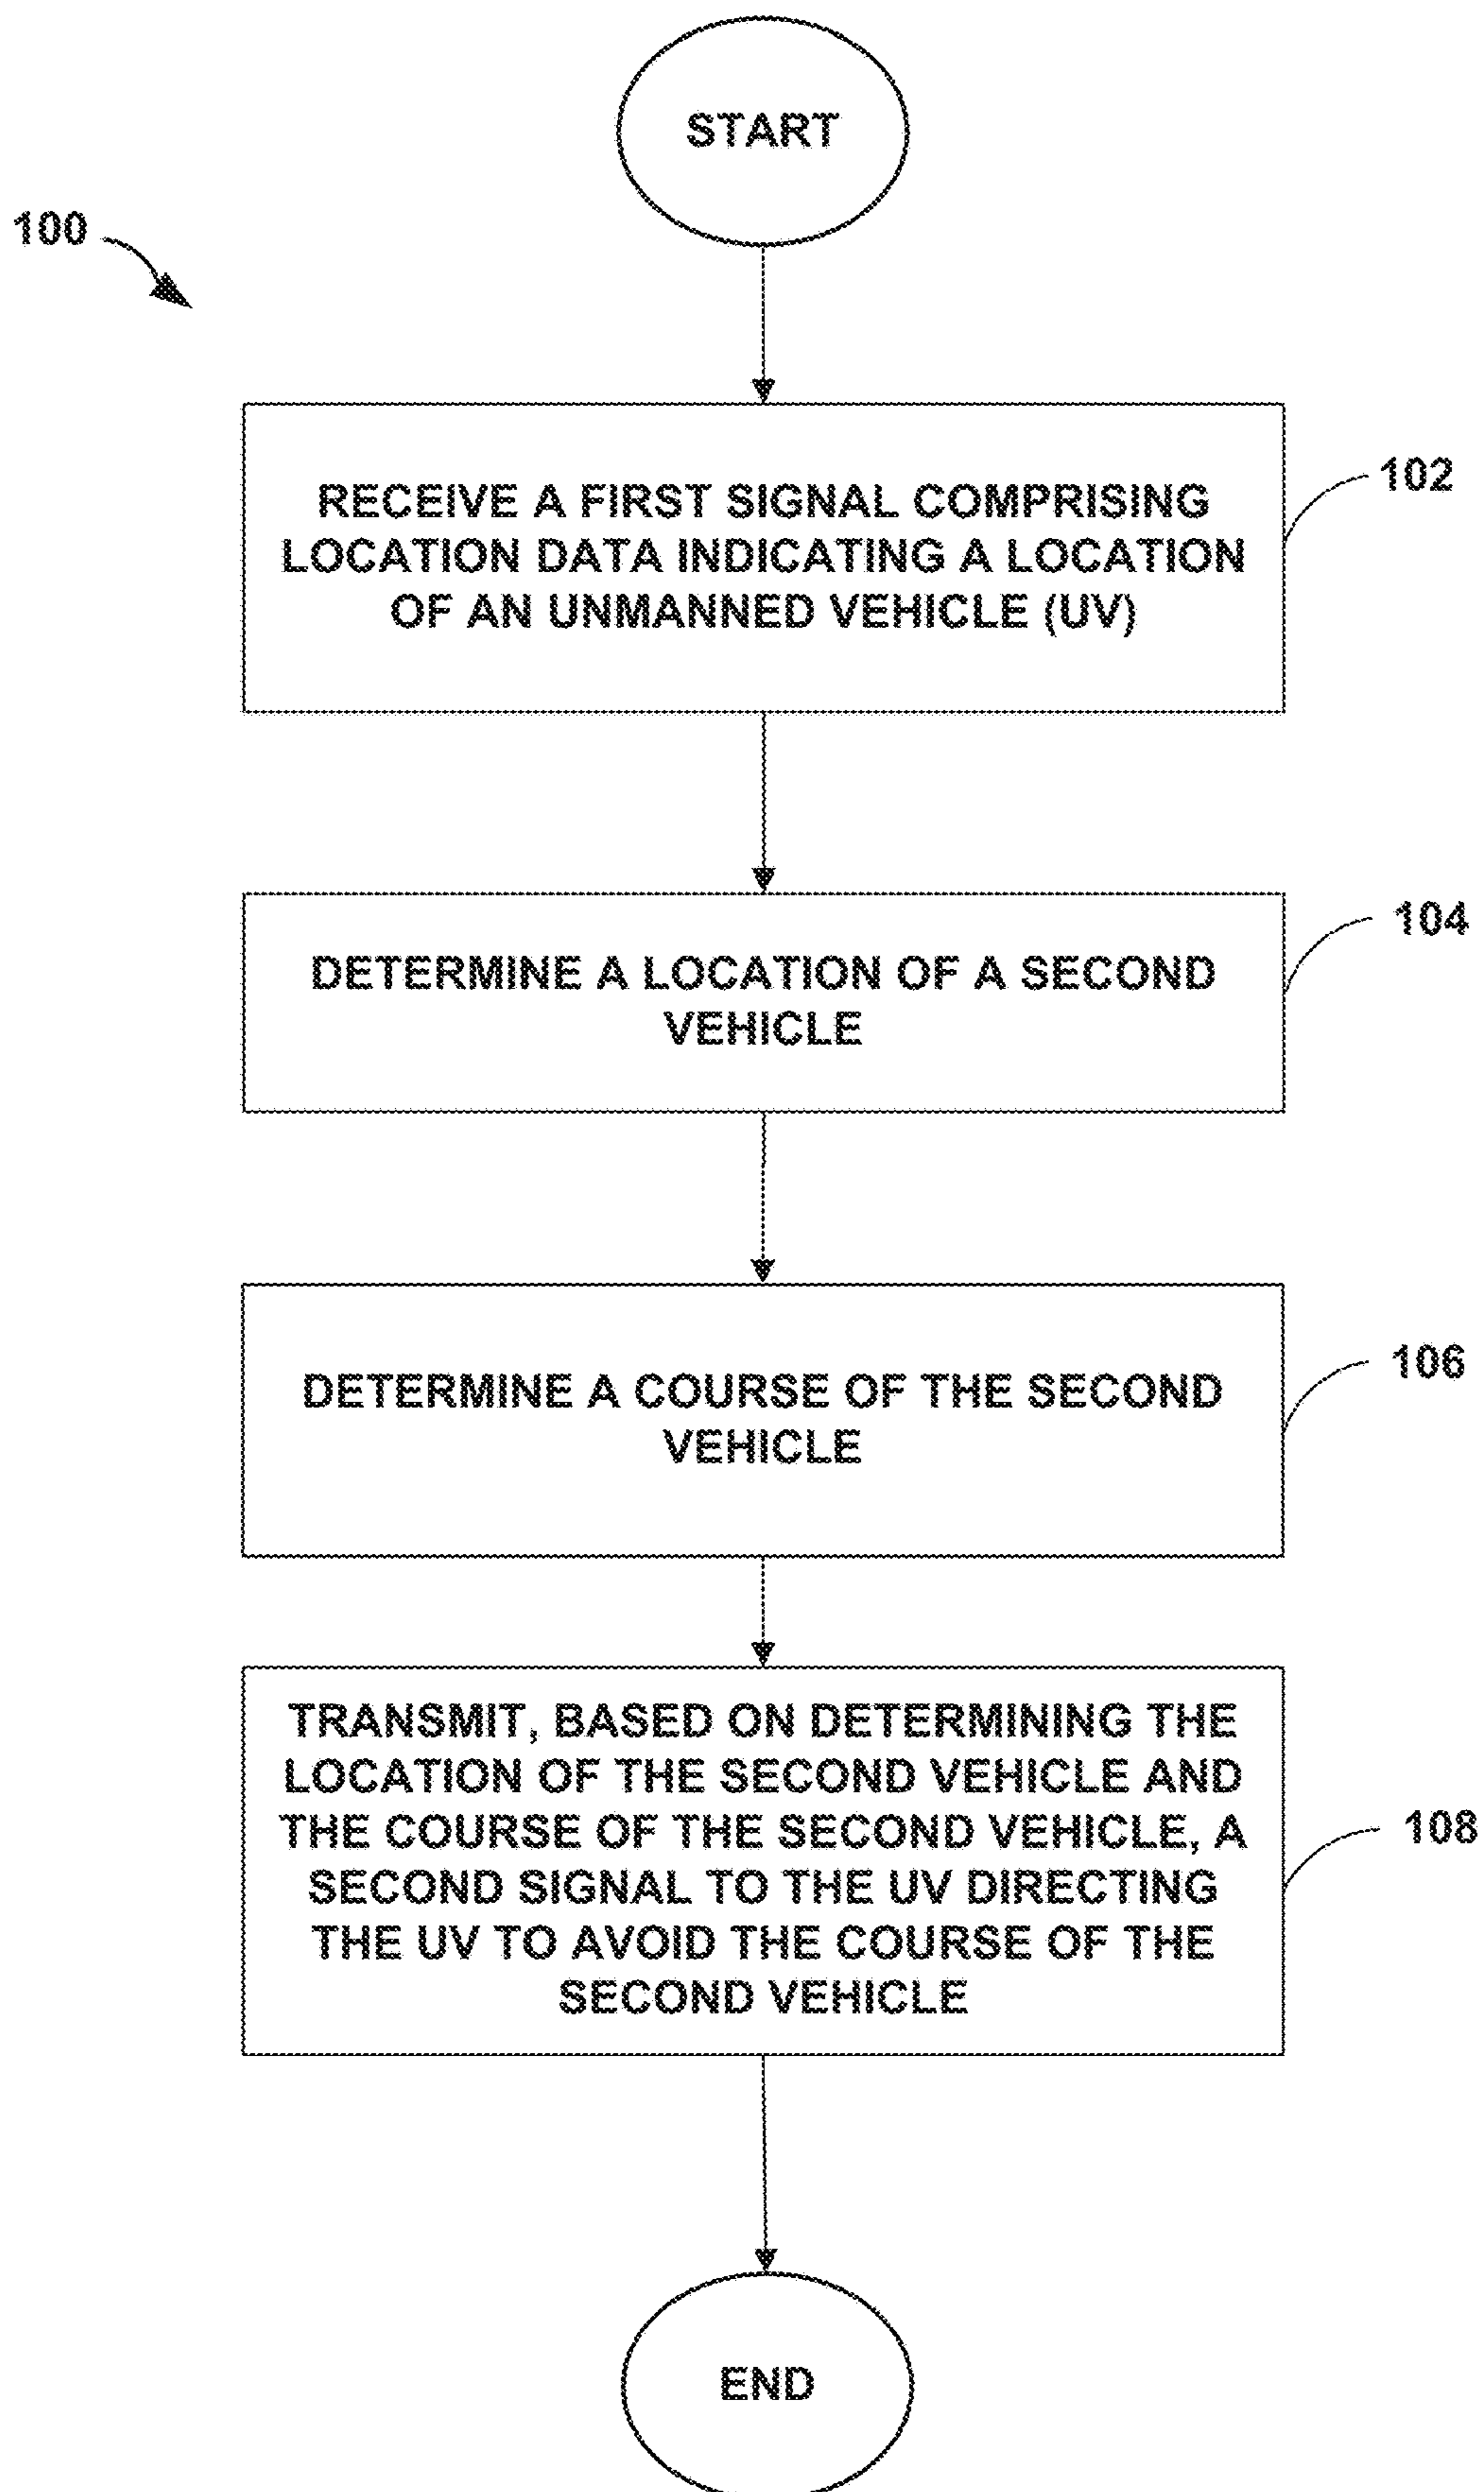 START
100
RECEIVE A FIRST SIGNAL COMPRISING
LOCATION DATA INDICATING A LOCATION
OF AN UNMANNED VEHICLE (UV)
102
DETERMINE A LOCATION OF A SECOND
VEHICLE
104
DETERMINE A COURSE OF THE SECOND
VEHICLE
106
TRANSMIT, BASED ON DETERMINING THE
LOCATION OF THE SECOND VEHICLE AND
THE COURSE OF THE SECOND VEHICLE, A
SECOND SIGNAL TO THE UV DIRECTING
THE UV TO AVOID THE COURSE OF THE
SECOND VEHICLE
108
END